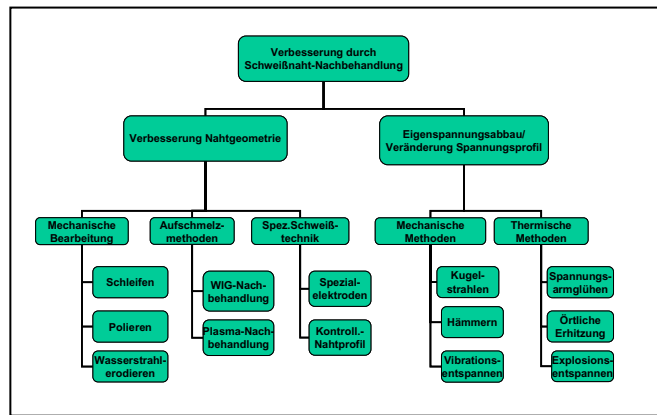 Verbesserung durch
Schweißnaht-Nachbehandlung
Verbesserung Nahtgeometrie
Eigenspannungsabbau/
Veränderung Spannungsprofil
Mechanische
Bearbeitung
Aufschmelz-
methoden
Spez.Schweiß-
technik
Mechanische
Methoden
Thermische
Methoden
Schleifen
Polieren
Wasserstrahl-
erodieren
WIG-Nach-
behandlung
Plasma-Nach-
behandlung
Spezial-
elektroden
Kontroll.-
Nahtprofil
Kugel-
strahlen
Hämmern
Vibrations-
entspannen
Spannungs-
armglühen
Örtliche
Erhitzung
Explosions-
entspannen